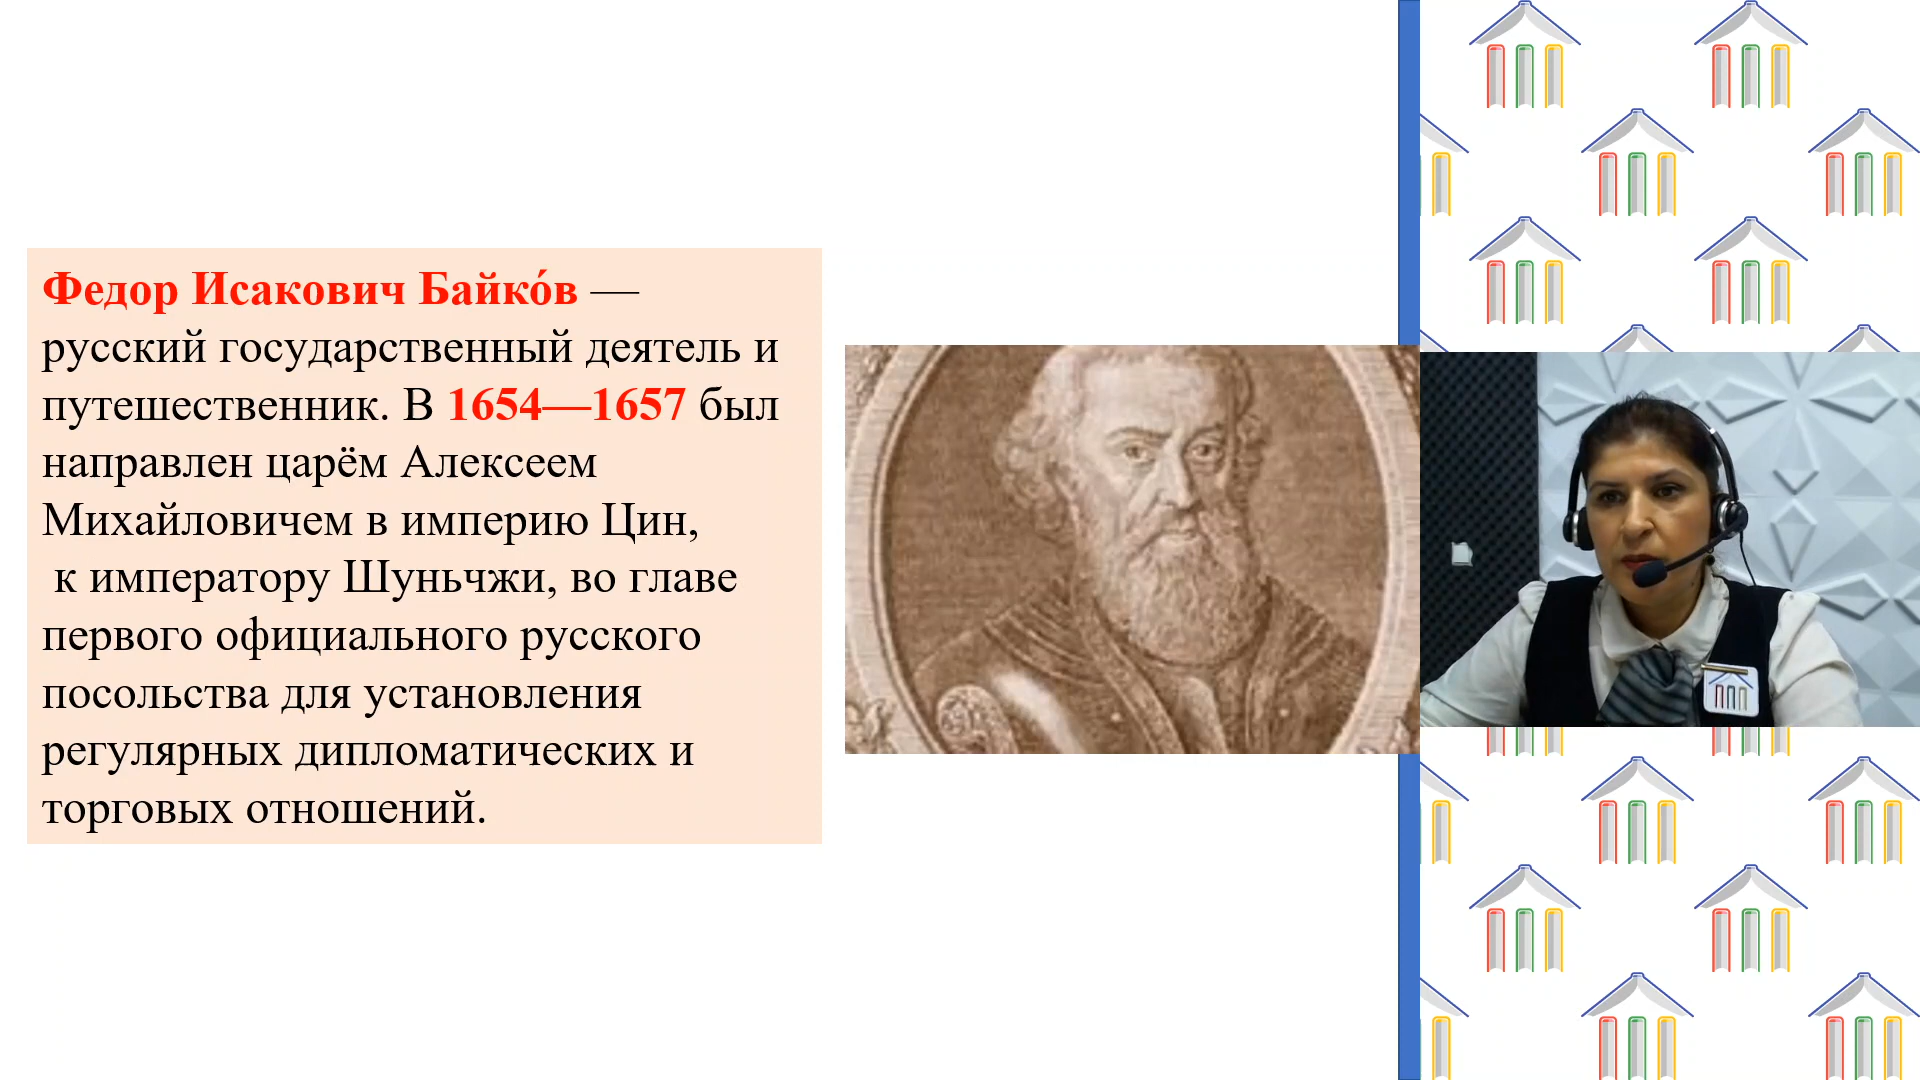 Федор Исакович Байко́в —
русский государственный деятель и
путешественник. В 1654—1657 был
направлен царём Алексеем
Михайловичем в империю Цин,
к императору Шуньчжи, во главе
первого официального русского
посольства для установления
регулярных дипломатических и
торговых отношений.